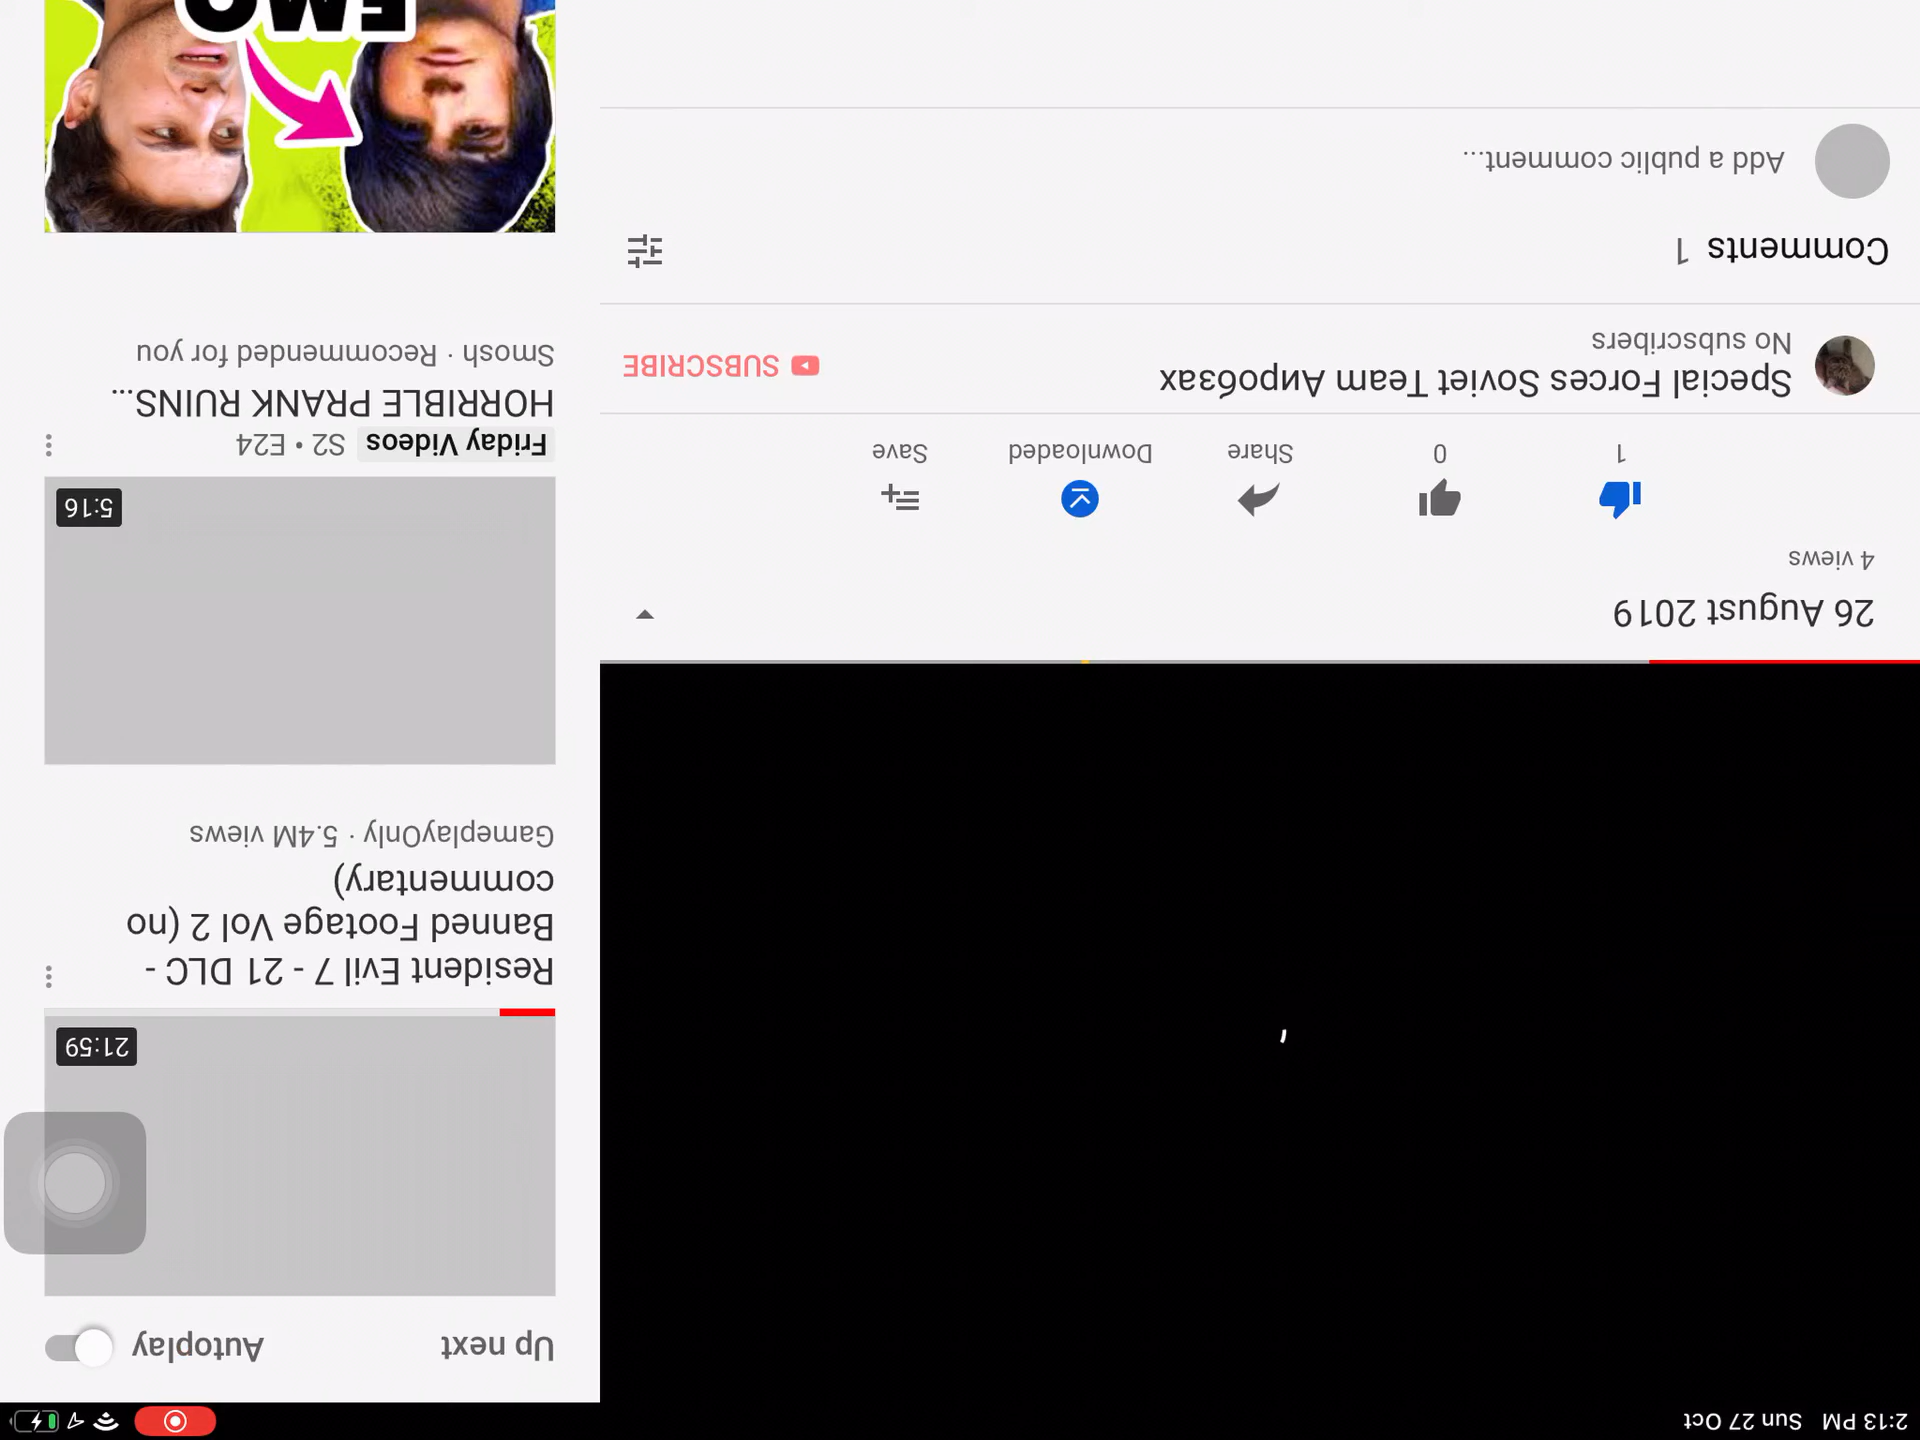 2:13 PM Sun 27 Oct
26 August 2019
4 views
1
0
Share
Downloaded
Save
Special Forces Soviet Team Аиробзах
No subscribers
SUBSCRIBE
Comments 1
Add a public comment...
Up next
Autoplay
21:59
Resident Evil 7 - 21 DLC -
Banned Footage Vol 2 (no
commentary)
GameplayOnly · 5.4M views
5:16
Friday Videos S2 • E24
HORRIBLE PRANK RUINS...
Smosh · Recommended for you
EMO